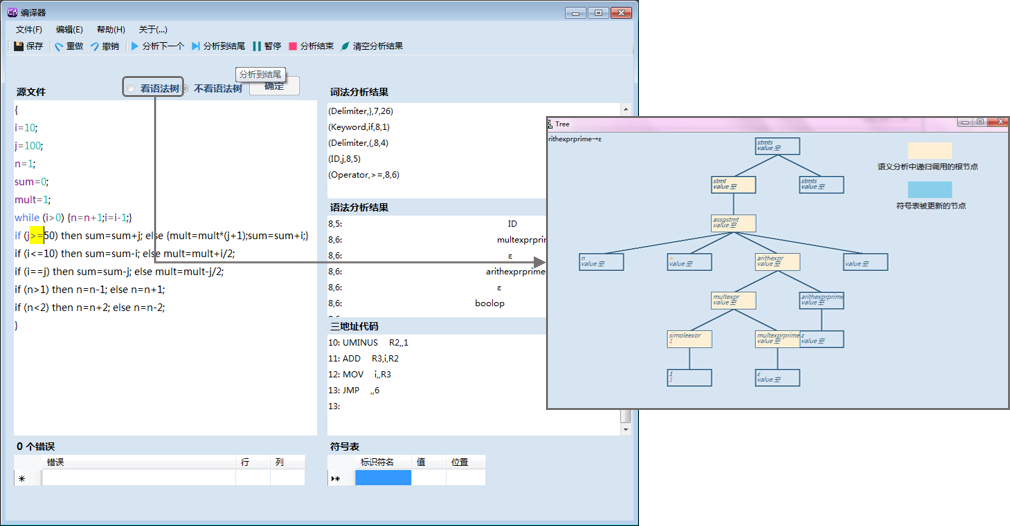 编译器
文件(F) 编辑(E) 帮助(H) 关于(...)
保存 重做 撤销 分析下一个 分析到结尾 暂停 分析结束 清空分析结果
分析到结尾
源文件 看语法树 不看语法树 确定
{
i=10;
j=100;
n=1;
sum=0;
mult=1;
while (i>0) {n=n+1;i=i-1;}
if (j>=50) then sum=sum+j; else {mult=mult*(j+1);sum=sum+i;}
if (i<=10) then sum=sum-i; else mult=mult+i/2;
if (i==j) then sum=sum-j; else mult=mult-j/2;
if (n>1) then n=n-1; else n=n+1;
if (n<2) then n=n+2; else n=n-2;
}
词法分析结果
(Delimiter,},7,26)
(Keyword,if,8,1)
(Delimiter,(,8,4)
(ID,j,8,5)
(Operator,>=,8,6)
语法分析结果
8,5: ID
8,6: multexprprim
8,6: ε
8,6: arithexprprime
8,6: ε
8,6: boolop
三地址代码
10: UMINUS R2,,1
11: ADD R3,i,R2
12: MOV i,,R3
13: JMP ,,6
13:
0 个错误
错误 行 列
符号表
标识符名 值 位置
Tree
rithexprprime→ε
stmts
value 空
stmt
value 空
stmts
value 空
assgstmt
value 空
n
value 空
value 空
arithexpr
value 空
value 空
multexpr
value 空
arithexprprime
value 空
simpleexpr
1
multexprprime
value 空
ε
value 空
1
1
ε
value 空
语义分析中递归调用的根节点
符号表被更新的节点